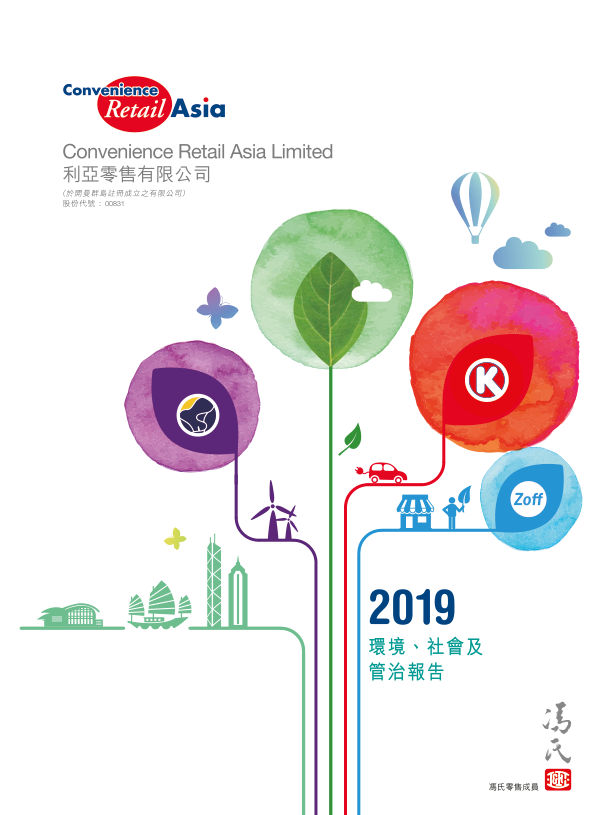 Convenience
Retail Asia
Convenience Retail Asia Limited
利亞零售有限公司
(於開曼群島註冊成立之有限公司)
股份代號：00831
K
Zoff
2019
環境、社會及
管治報告
馮氏
馮氏零售成員